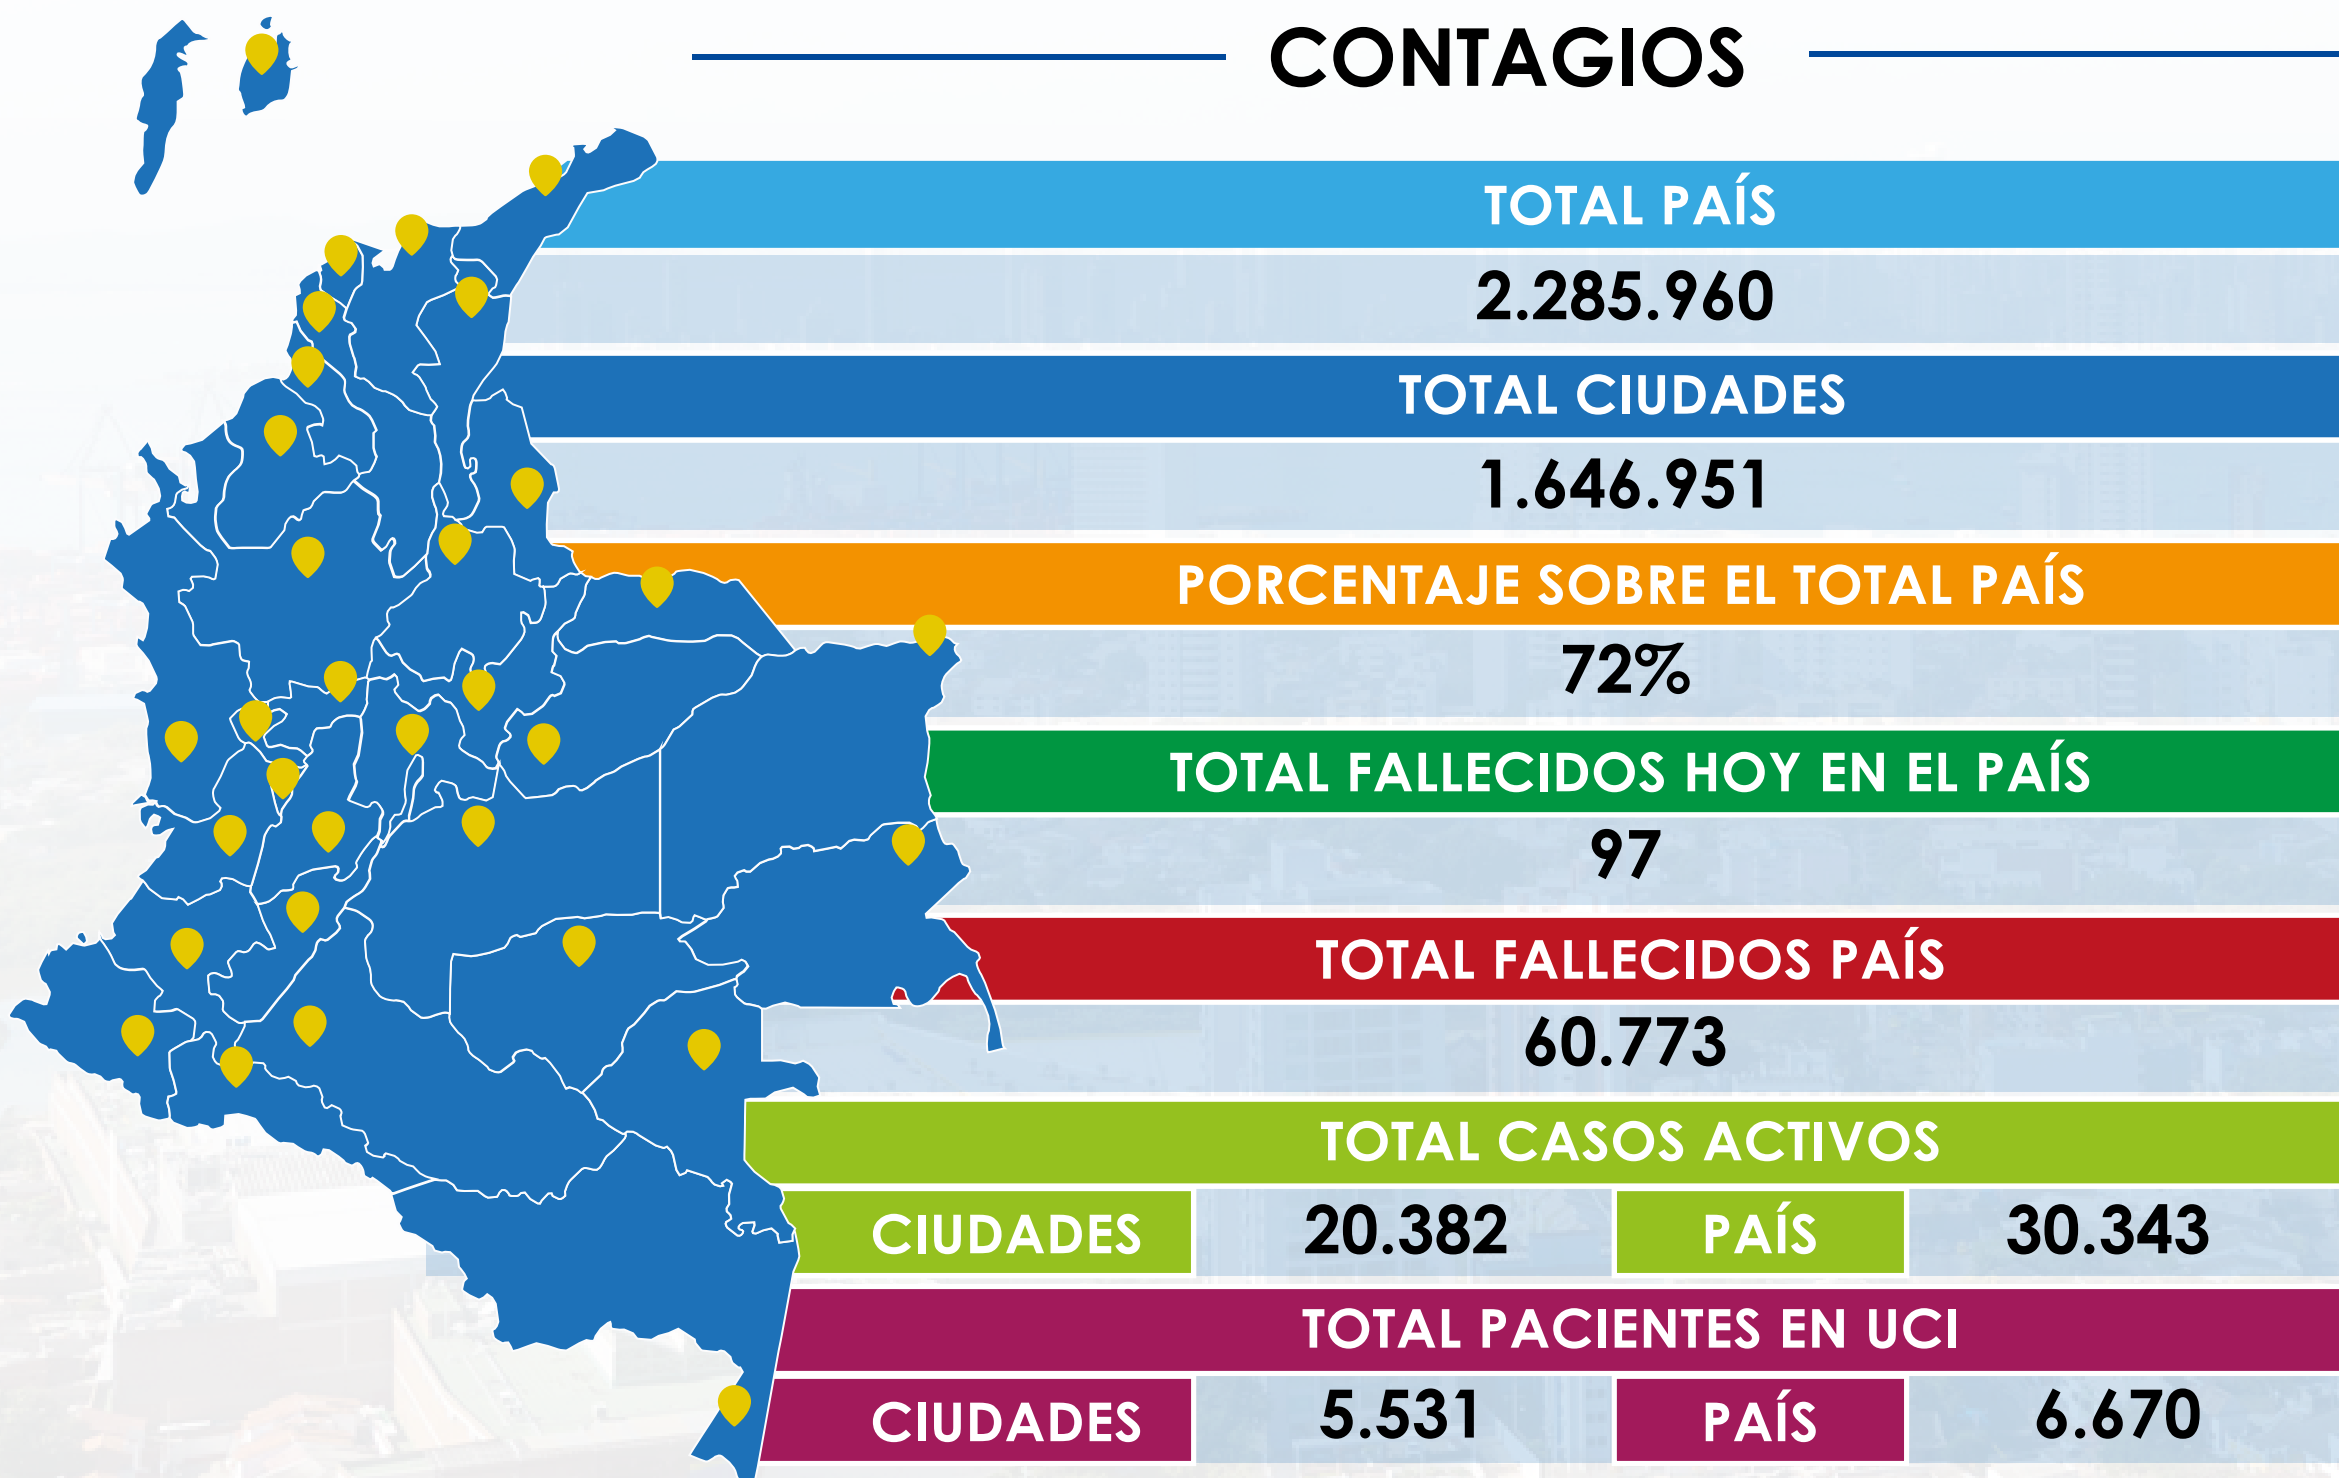 CONTAGIOS
TOTAL PAÍS
2.285.960
TOTAL CIUDADES
1.646.951
PORCENTAJE SOBRE EL TOTAL PAÍS
72%
TOTAL FALLECIDOS HOY EN EL PAÍS
97
TOTAL FALLECIDOS PAÍS
60.773
TOTAL CASOS ACTIVOS
CIUDADES 20.382 PAÍS 30.343
TOTAL PACIENTES EN UCI
CIUDADES 5.531 PAÍS 6.670